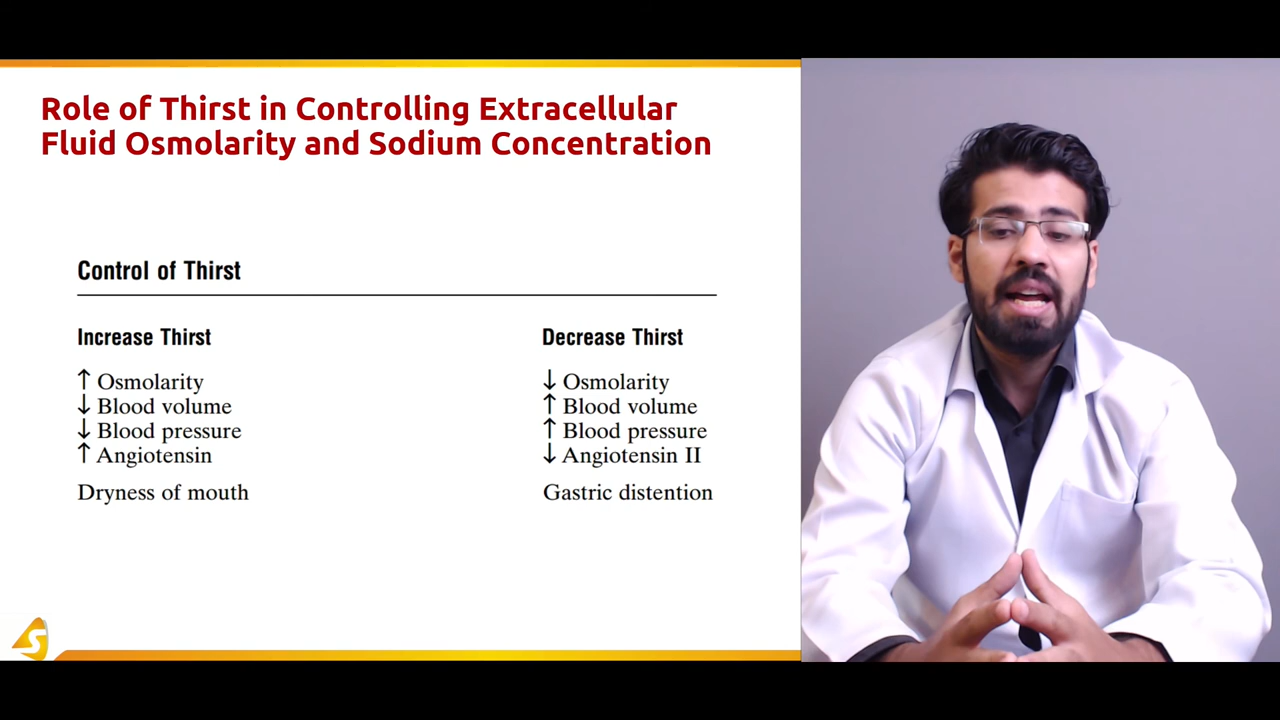 Role of Thirst in Controlling Extracellular
Fluid Osmolarity and Sodium Concentration
Control of Thirst
Increase Thirst
↑ Osmolarity
↓ Blood volume
↓ Blood pressure
↑ Angiotensin
Dryness of mouth
Decrease Thirst
↓ Osmolarity
↑ Blood volume
↑ Blood pressure
↓ Angiotensin II
Gastric distention
S